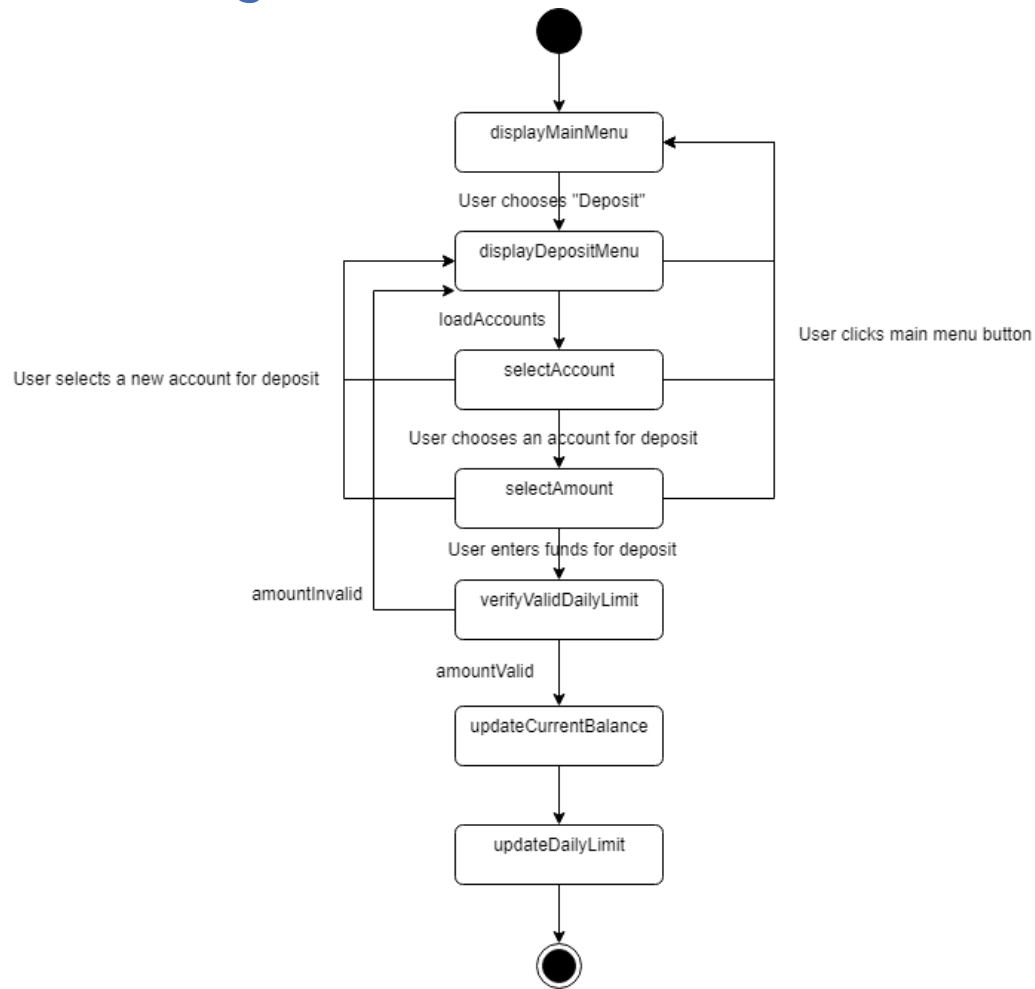 displayMainMenu
User chooses "Deposit"
displayDepositMenu
loadAccounts
User clicks main menu button
selectAccount
User selects a new account for deposit
User chooses an account for deposit
selectAmount
User enters funds for deposit
amountInvalid
verifyValidDailyLimit
amountValid
updateCurrentBalance
updateDailyLimit